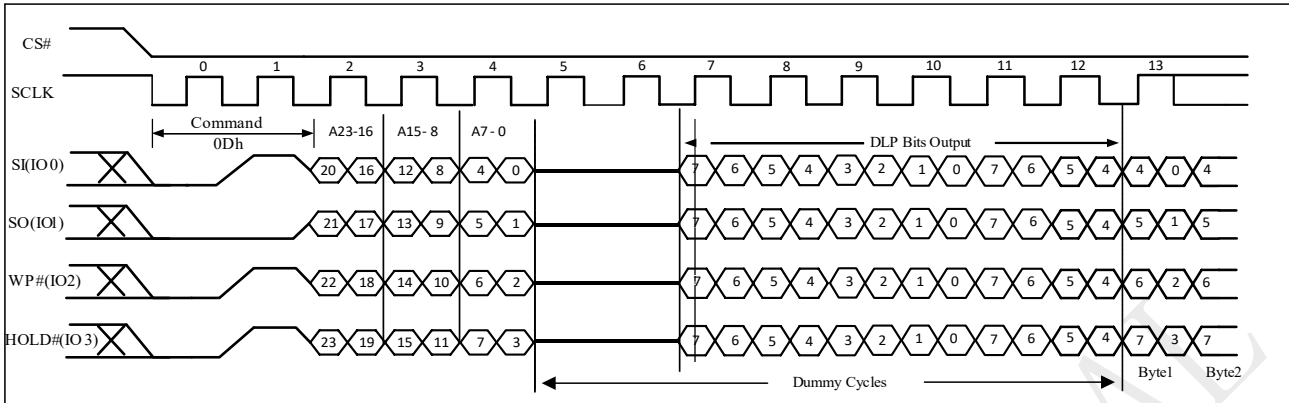 CS#
0 1 2 3 4 5 6 7 8 9 10 11 12 13
SCLK
Command A23-16 A15- 8 A7 - 0
0Dh DLP Bits Output
SI(IO0) 20 16 12 8 4 0 7 6 5 4 3 2 1 0 7 6 5 4 4 0 4
SO(IO1) 21 17 13 9 5 1 7 6 5 4 3 2 1 0 7 6 5 4 5 1 5
WP#(IO2) 22 18 14 10 6 2 7 6 5 4 3 2 1 0 7 6 5 4 6 2 6
HOLD#(IO3) 23 19 15 11 7 3 7 6 5 4 3 2 1 0 7 6 5 4 7 3 7
Dummy Cycles Byte1 Byte2